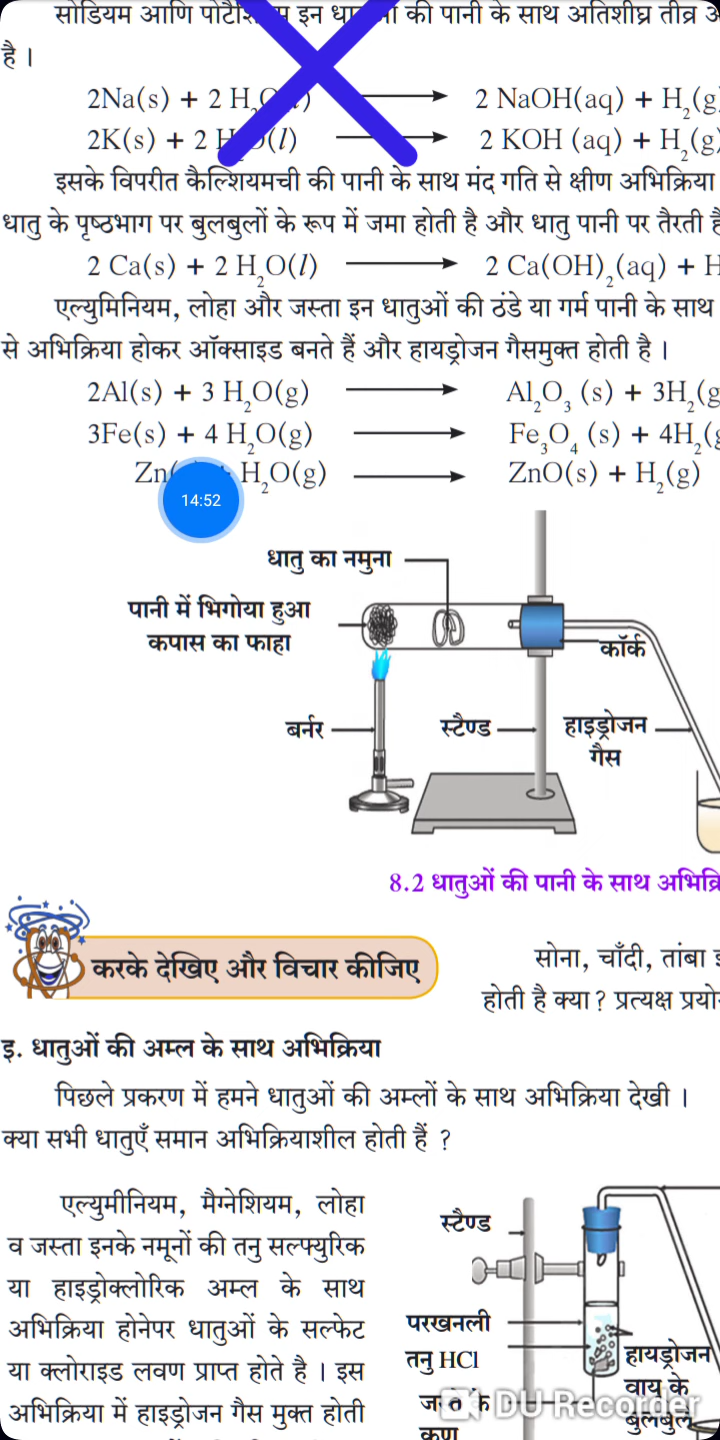 सोडियम आणि इन की पानी के साथ अतिशीघ्र तीव्र
है ।
2Na(s) + 2 H₂ ⟶ 2 NaOH(aq) + H₂(g)
2K(s) + 2 (l) ⟶ 2 KOH (aq) + H₂(g)
इसके विपरीत कैल्शियमची की पानी के साथ मंद गति से क्षीण अभिक्रिया
धातु के पृष्ठभाग पर बुलबुलों के रूप में जमा होती है और धातु पानी पर तैरती है
2 Ca(s) + 2 H₂O(l) ⟶ 2 Ca(OH)₂(aq) + H
एल्युमिनियम, लोहा और जस्ता इन धातुओं की ठंडे या गर्म पानी के साथ
से अभिक्रिया होकर ऑक्साइड बनते हैं और हायड्रोजन गैसमुक्त होती है ।
2Al(s) + 3 H₂O(g) ⟶ Al₂O₃ (s) + 3H₂(g
3Fe(s) + 4 H₂O(g) ⟶ Fe₃O₄ (s) + 4H₂(g
Zn H₂O(g) ⟶ ZnO(s) + H₂(g)
14:52
धातु का नमुना
पानी में भिगोया हुआ
कपास का फाहा
कॉर्क
बर्नर
स्टैण्ड
हाइड्रोजन
गैस
8.2 धातुओं की पानी के साथ अभिक्रि
करके देखिए और विचार कीजिए
सोना, चाँदी, तांबा
होती है क्या ? प्रत्यक्ष प्रयो
इ. धातुओं की अम्ल के साथ अभिक्रिया
पिछले प्रकरण में हमने धातुओं की अम्लों के साथ अभिक्रिया देखी ।
क्या सभी धातुएँ समान अभिक्रियाशील होती हैं ?
एल्युमीनियम, मैग्नेशियम, लोहा
व जस्ता इनके नमूनों की तनु सल्फ्युरिक
या हाइड्रोक्लोरिक अम्ल के साथ
अभिक्रिया होनेपर धातुओं के सल्फेट
या क्लोराइड लवण प्राप्त होते है । इस
अभिक्रिया में हाइड्रोजन गैस मुक्त होती
स्टैण्ड
परखनली
तनु HCl
जस्ते के
कण
हायड्रोजन
वायु के
बुलबुले
DU Recorder